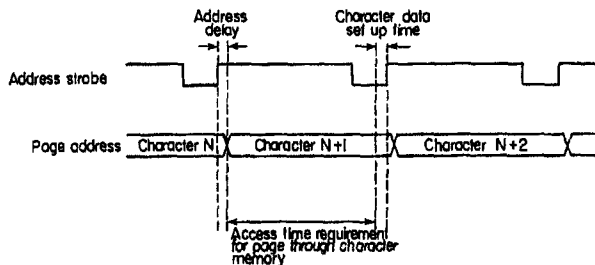 Address
delay
Character data
set up time
Address strobe
Page address
Character N
Character N+1
Character N+2
Access time requirement
for page through character
memory